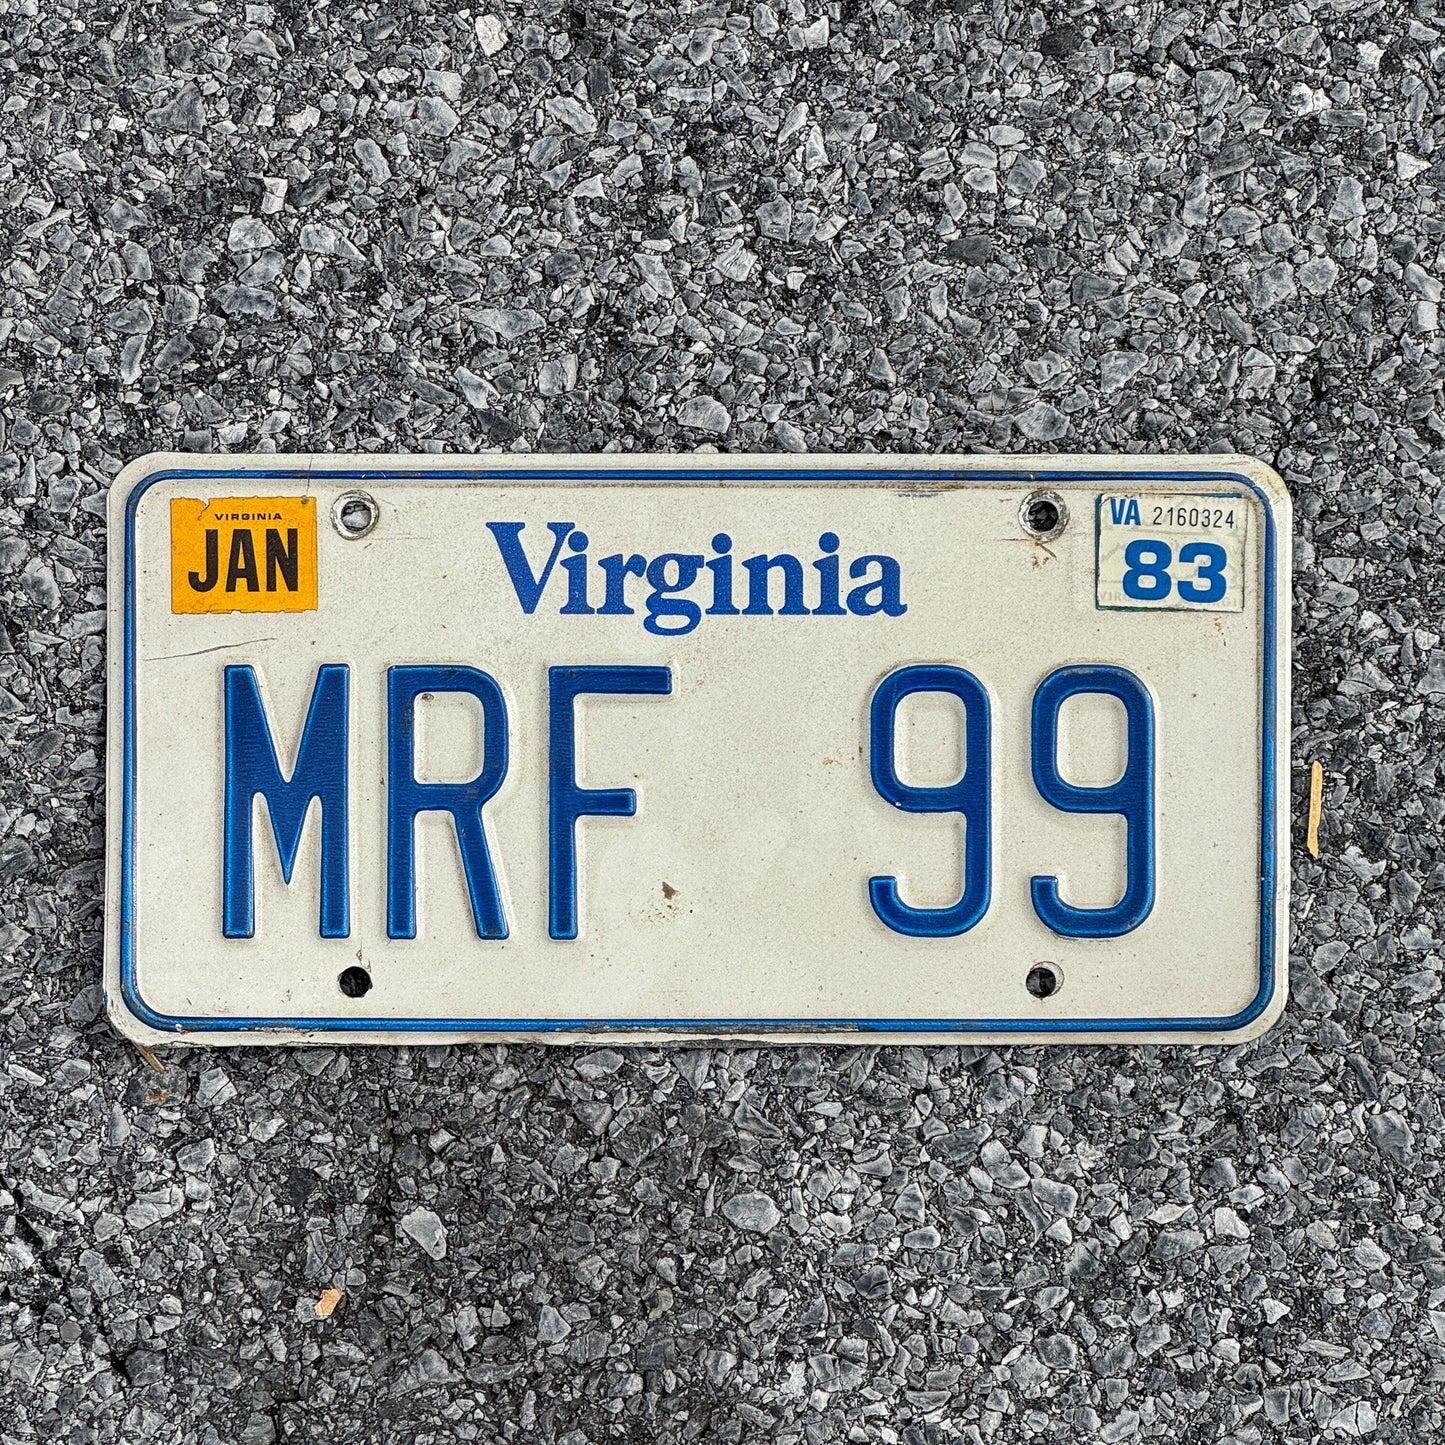 VIRGINIA
JAN
Virginia
VA 2160324
83
MRF 99